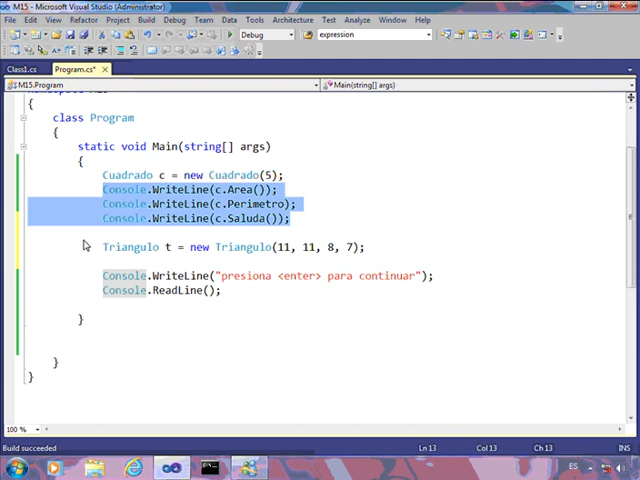 M15 - Microsoft Visual Studio (Administrator)
File Edit View Refactor Project Build Debug Team Data Tools Architecture Test Analyze Window Help
Debug expression
Class1.cs Program.cs* ×
M15.Program Main(string[] args)
{
class Program
{
static void Main(string[] args)
{
Cuadrado c = new Cuadrado(5);
Console.WriteLine(c.Area());
Console.WriteLine(c.Perimetro);
Console.WriteLine(c.Saluda());
Triangulo t = new Triangulo(11, 11, 8, 7);
Console.WriteLine("presiona <enter> para continuar");
Console.ReadLine();
}
}
}
100 %
Build succeeded Ln 13 Col 13 Ch 13 INS
ES